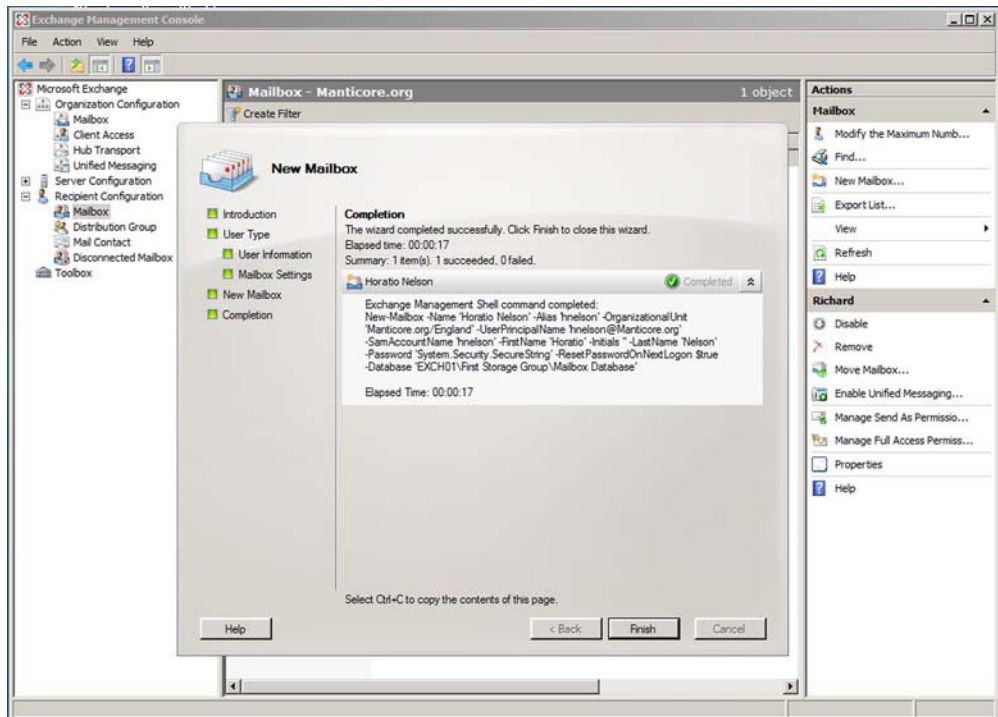 Exchange Management Console
File Action View Help
Microsoft Exchange
Organization Configuration
Mailbox
Client Access
Hub Transport
Unified Messaging
Server Configuration
Recipient Configuration
Mailbox
Distribution Group
Mail Contact
Disconnected Mailbox
Toolbox
Mailbox - Manticore.org 1 object
Create Filter
New Mailbox
Introduction
User Type
User Information
Mailbox Settings
New Mailbox
Completion
Completion
The wizard completed successfully. Click Finish to close this wizard.
Elapsed time: 00:00:17
Summary: 1 item(s). 1 succeeded, 0 failed.
Horatio Nelson Completed
Exchange Management Shell command completed:
New-Mailbox -Name 'Horatio Nelson' -Alias 'hnelson' -OrganizationalUnit
'Manticore.org/England' -UserPrincipalName 'hnelson@Manticore.org'
-SamAccountName 'hnelson' -FirstName 'Horatio' -Initials '' -LastName 'Nelson'
-Password 'System.Security.SecureString' -ResetPasswordOnNextLogon $true
-Database 'EXCH01\First Storage Group\Mailbox Database'
Elapsed Time: 00:00:17
Select Ctrl+C to copy the contents of this page.
Help < Back Finish Cancel
Actions
Mailbox
Modify the Maximum Numb...
Find...
New Mailbox...
Export List...
View
Refresh
Help
Richard
Disable
Remove
Move Mailbox...
Enable Unified Messaging...
Manage Send As Permissio...
Manage Full Access Permiss...
Properties
Help